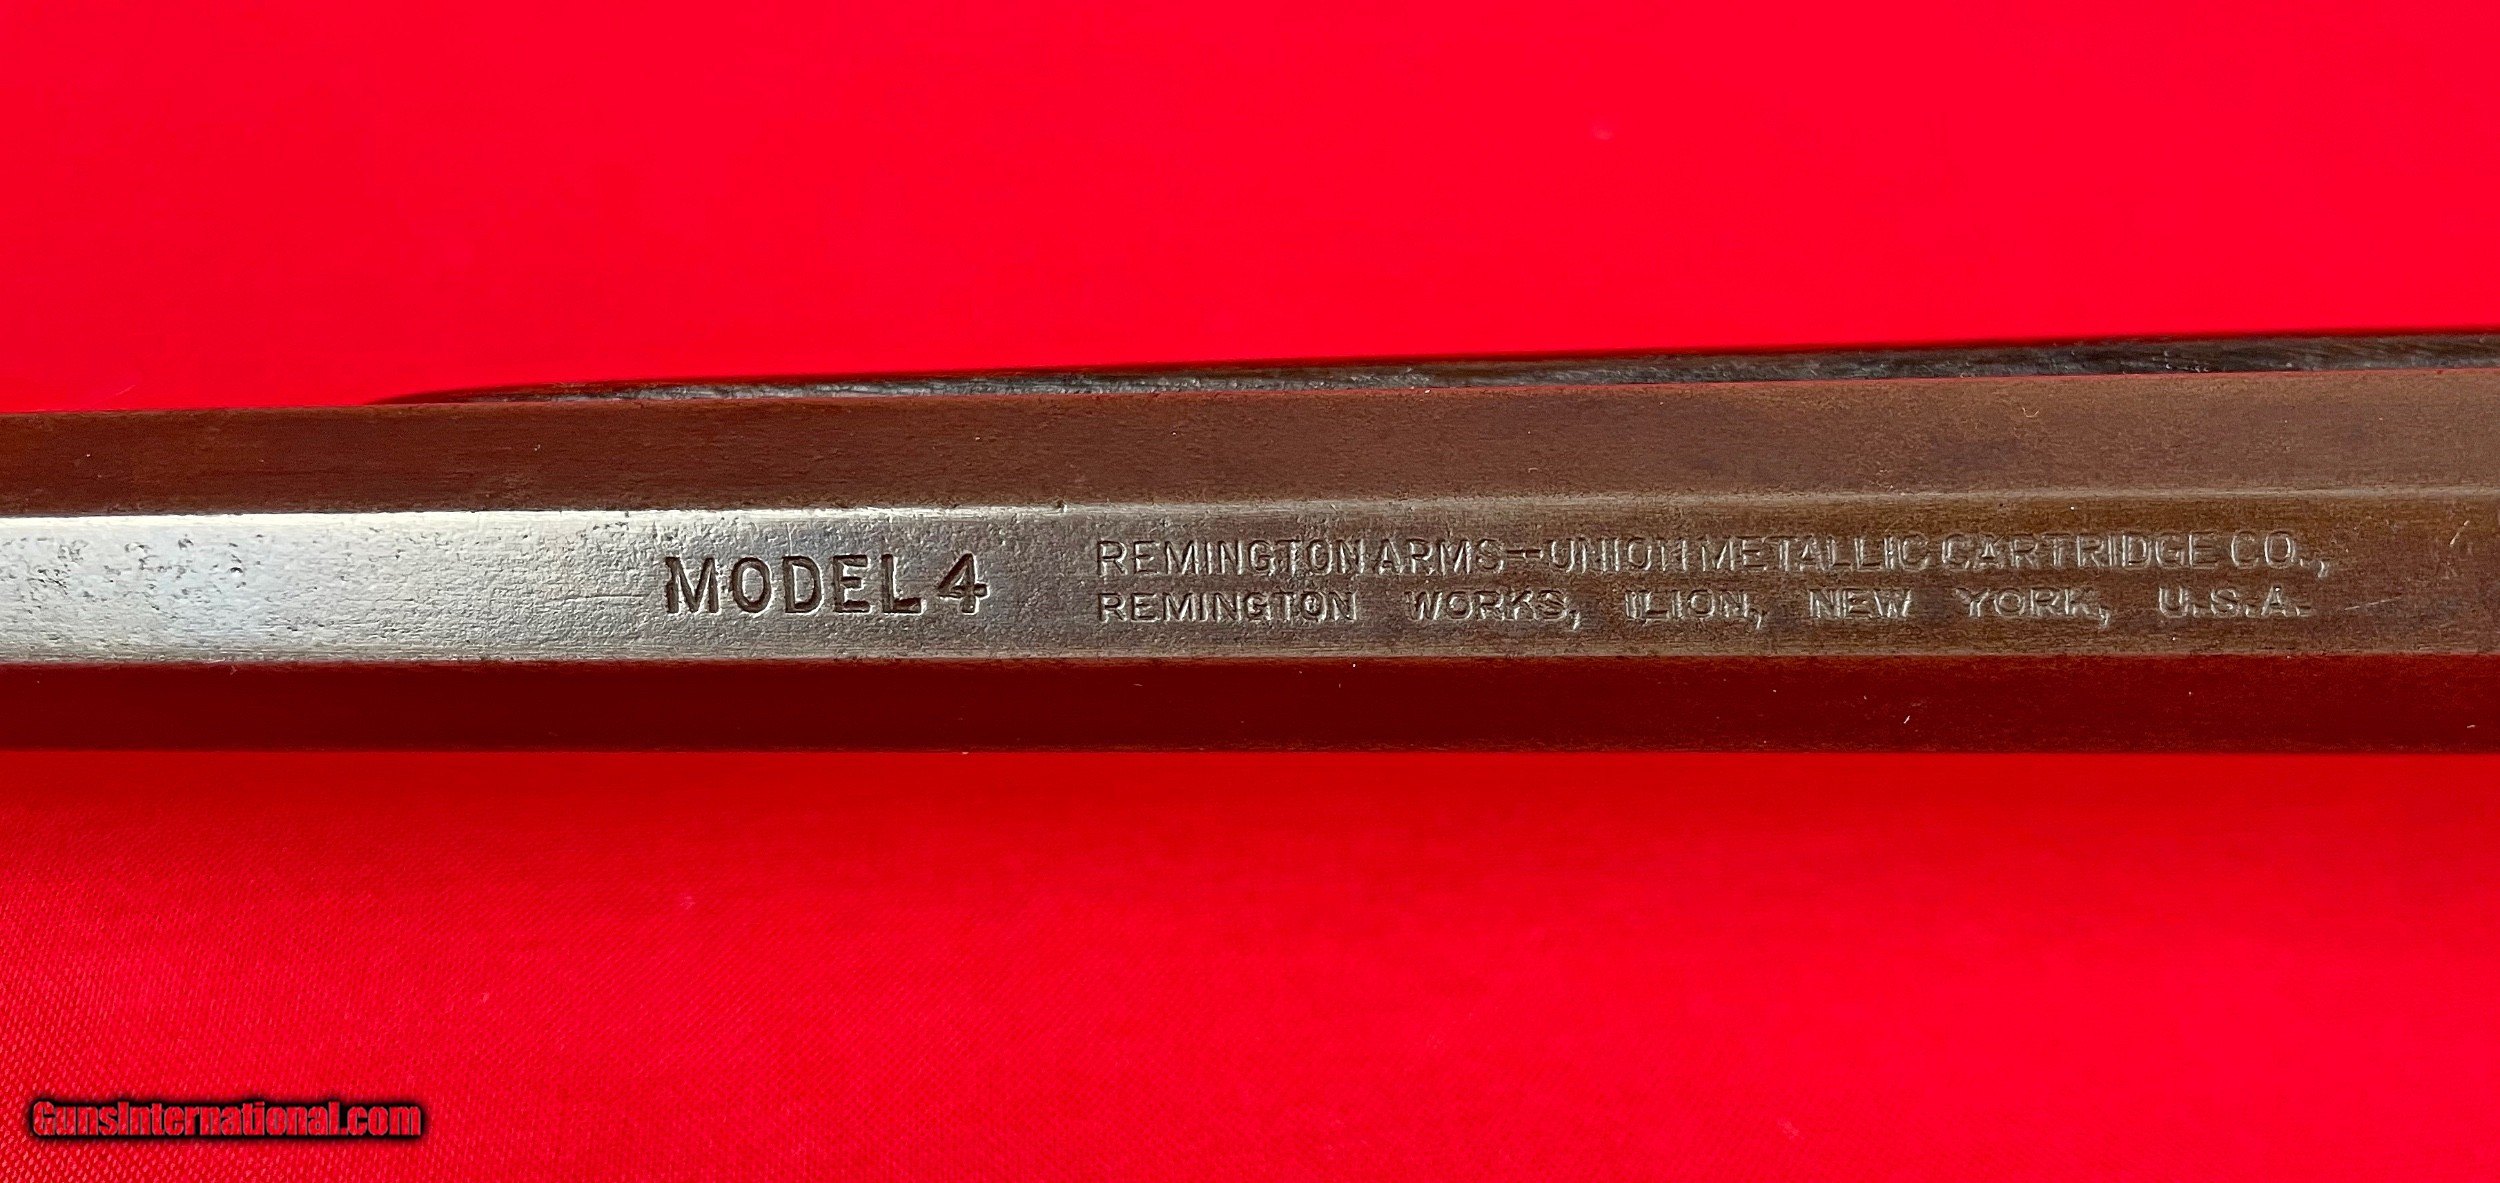 MODEL 4
REMINGTON ARMS-UNION METALLIC CARTRIDGE CO.,
REMINGTON WORKS, ILION, NEW YORK, U.S.A.
GunsInternational.com